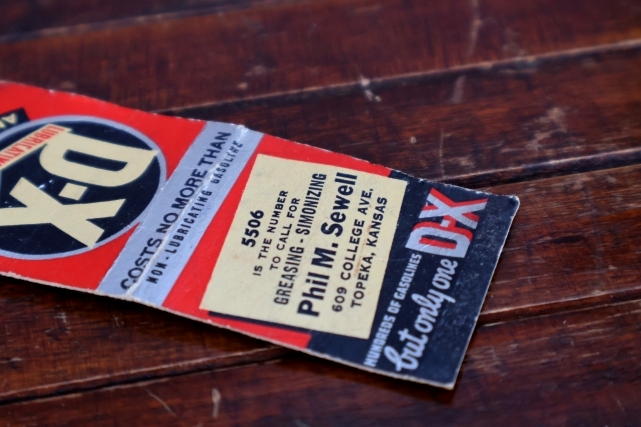 LUBRICATING
D-X
COSTS NO MORE THAN
NON-LUBRICATING GASOLINE
5506
IS THE NUMBER
TO CALL FOR
GREASING - SIMONIZING
Phil M. Sewell
609 COLLEGE AVE.
TOPEKA, KANSAS
HUNDREDS OF GASOLINES
but only one D-X